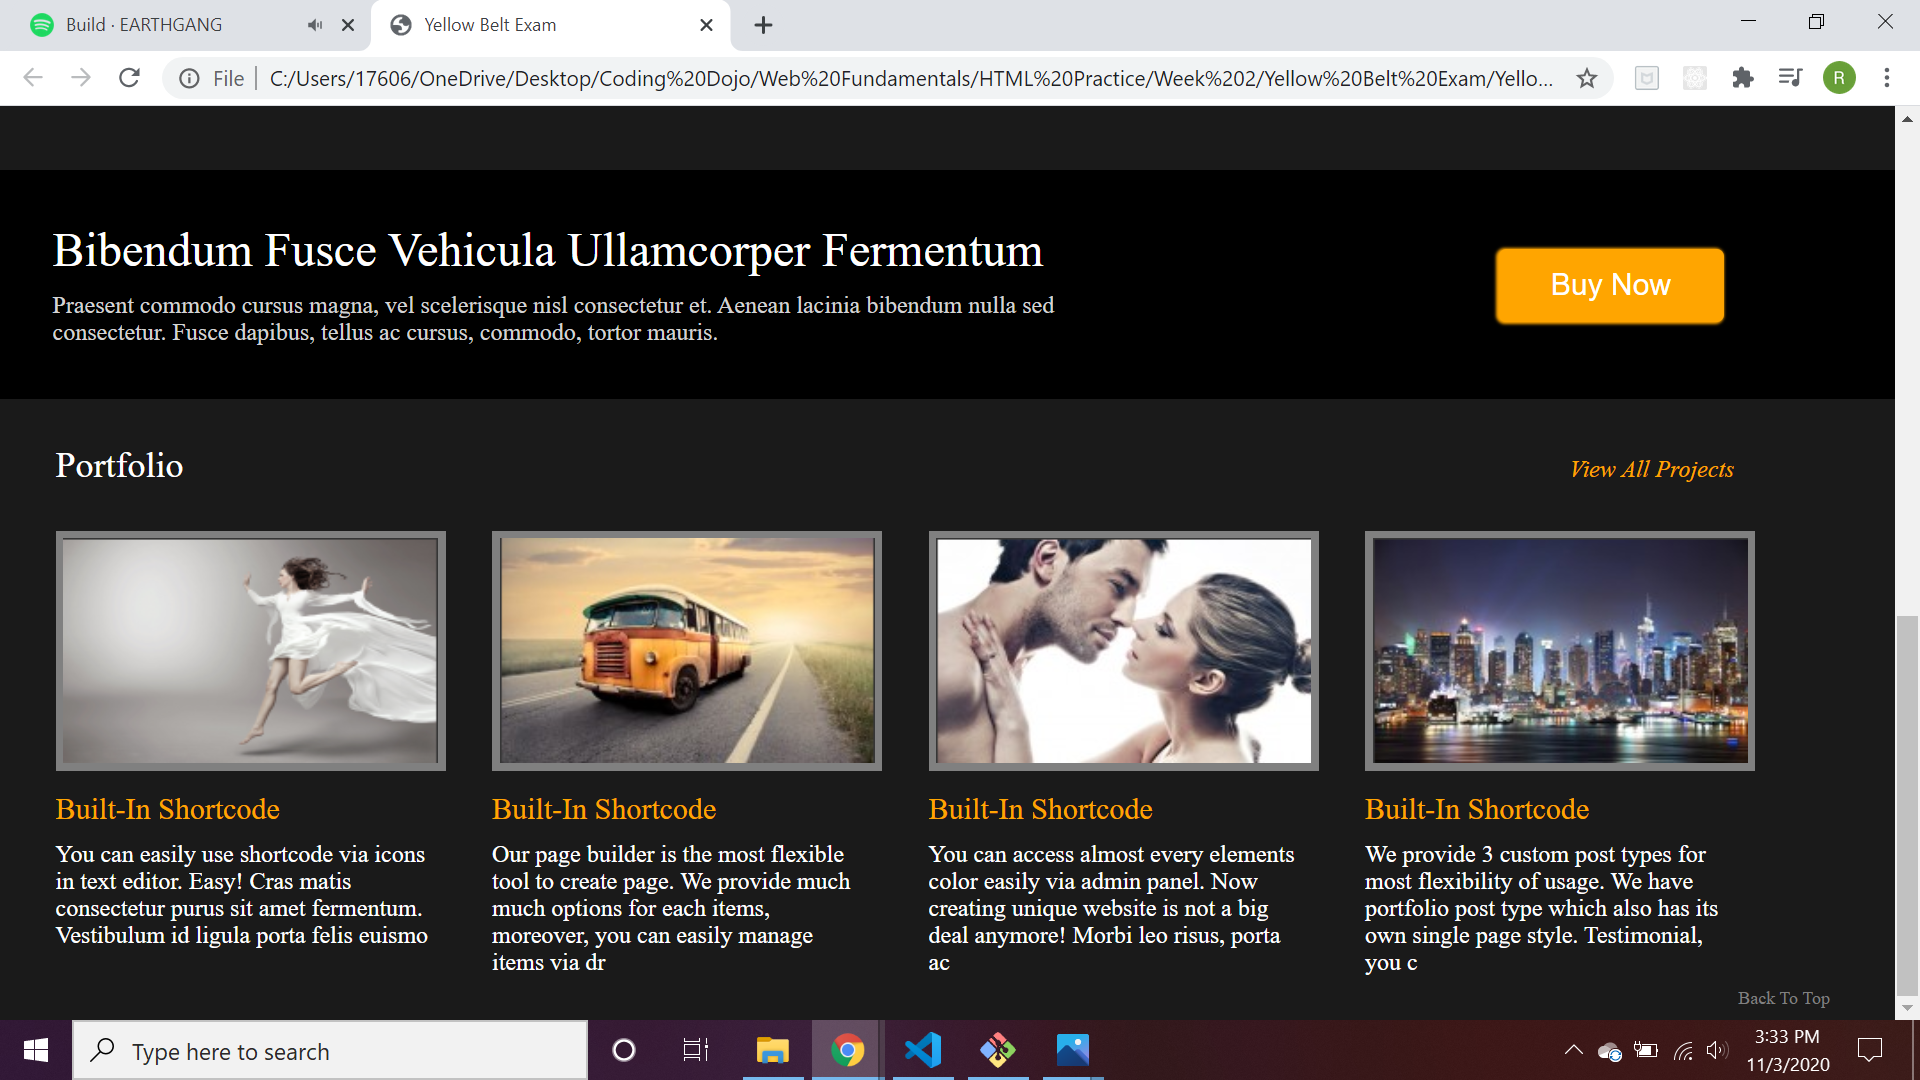 Build · EARTHGANG
Yellow Belt Exam
File
C:/Users/17606/OneDrive/Desktop/Coding%20Dojo/Web%20Fundamentals/HTML%20Practice/Week%202/Yellow%20Belt%20Exam/Yello...
R
Bibendum Fusce Vehicula Ullamcorper Fermentum
Praesent commodo cursus magna, vel scelerisque nisl consectetur et. Aenean lacinia bibendum nulla sed
consectetur. Fusce dapibus, tellus ac cursus, commodo, tortor mauris.
Buy Now
Portfolio
View All Projects
Built-In Shortcode
You can easily use shortcode via icons
in text editor. Easy! Cras matis
consectetur purus sit amet fermentum.
Vestibulum id ligula porta felis euismo
Built-In Shortcode
Our page builder is the most flexible
tool to create page. We provide much
much options for each items,
moreover, you can easily manage
items via dr
Built-In Shortcode
You can access almost every elements
color easily via admin panel. Now
creating unique website is not a big
deal anymore! Morbi leo risus, porta
ac
Built-In Shortcode
We provide 3 custom post types for
most flexibility of usage. We have
portfolio post type which also has its
own single page style. Testimonial,
you c
Back To Top
Type here to search
3:33 PM
11/3/2020